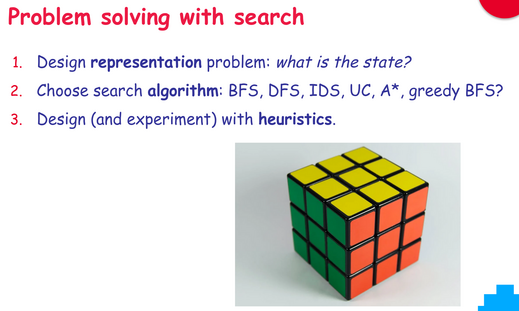 Problem solving with search
1. Design representation problem: what is the state?
2. Choose search algorithm: BFS, DFS, IDS, UC, A*, greedy BFS?
3. Design (and experiment) with heuristics.